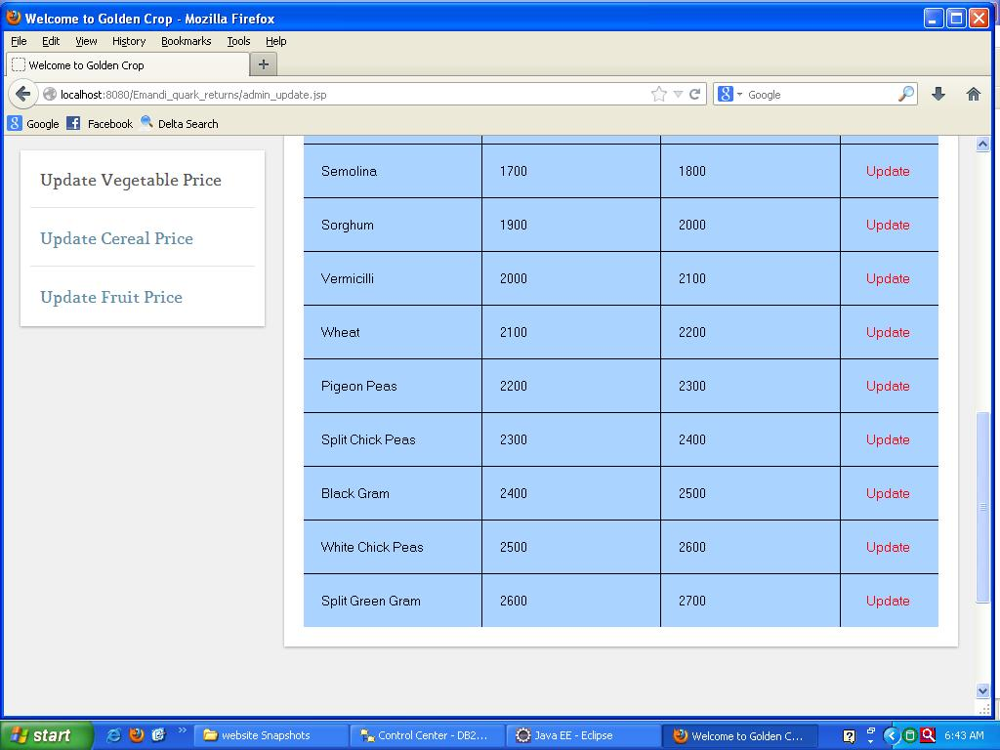 Welcome to Golden Crop - Mozilla Firefox
File Edit View History Bookmarks Tools Help
Welcome to Golden Crop
localhost:8080/Emandi_quark_returns/admin_update.jsp
Google
Google Facebook Delta Search
Update Vegetable Price
Update Cereal Price
Update Fruit Price
Semolina 1700 1800 Update
Sorghum 1900 2000 Update
Vermicilli 2000 2100 Update
Wheat 2100 2200 Update
Pigeon Peas 2200 2300 Update
Split Chick Peas 2300 2400 Update
Black Gram 2400 2500 Update
White Chick Peas 2500 2600 Update
Split Green Gram 2600 2700 Update
start website Snapshots Control Center - DB2... Java EE - Eclipse Welcome to Golden C... 6:43 AM